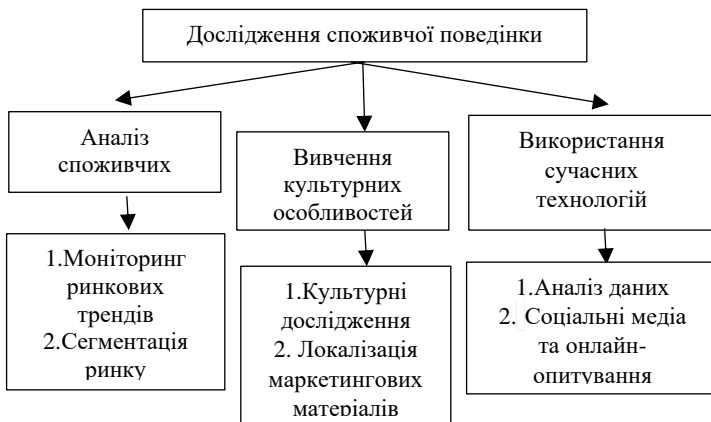 Дослідження споживчої поведінки
Аналіз
споживчих
Вивчення
культурних
особливостей
Використання
сучасних
технологій
1.Моніторинг
ринкових
трендів
2.Сегментація
ринку
1.Культурні
дослідження
2. Локалізація
маркетингових
матеріалів
1.Аналіз даних
2. Соціальні медіа
та онлайн-
опитування